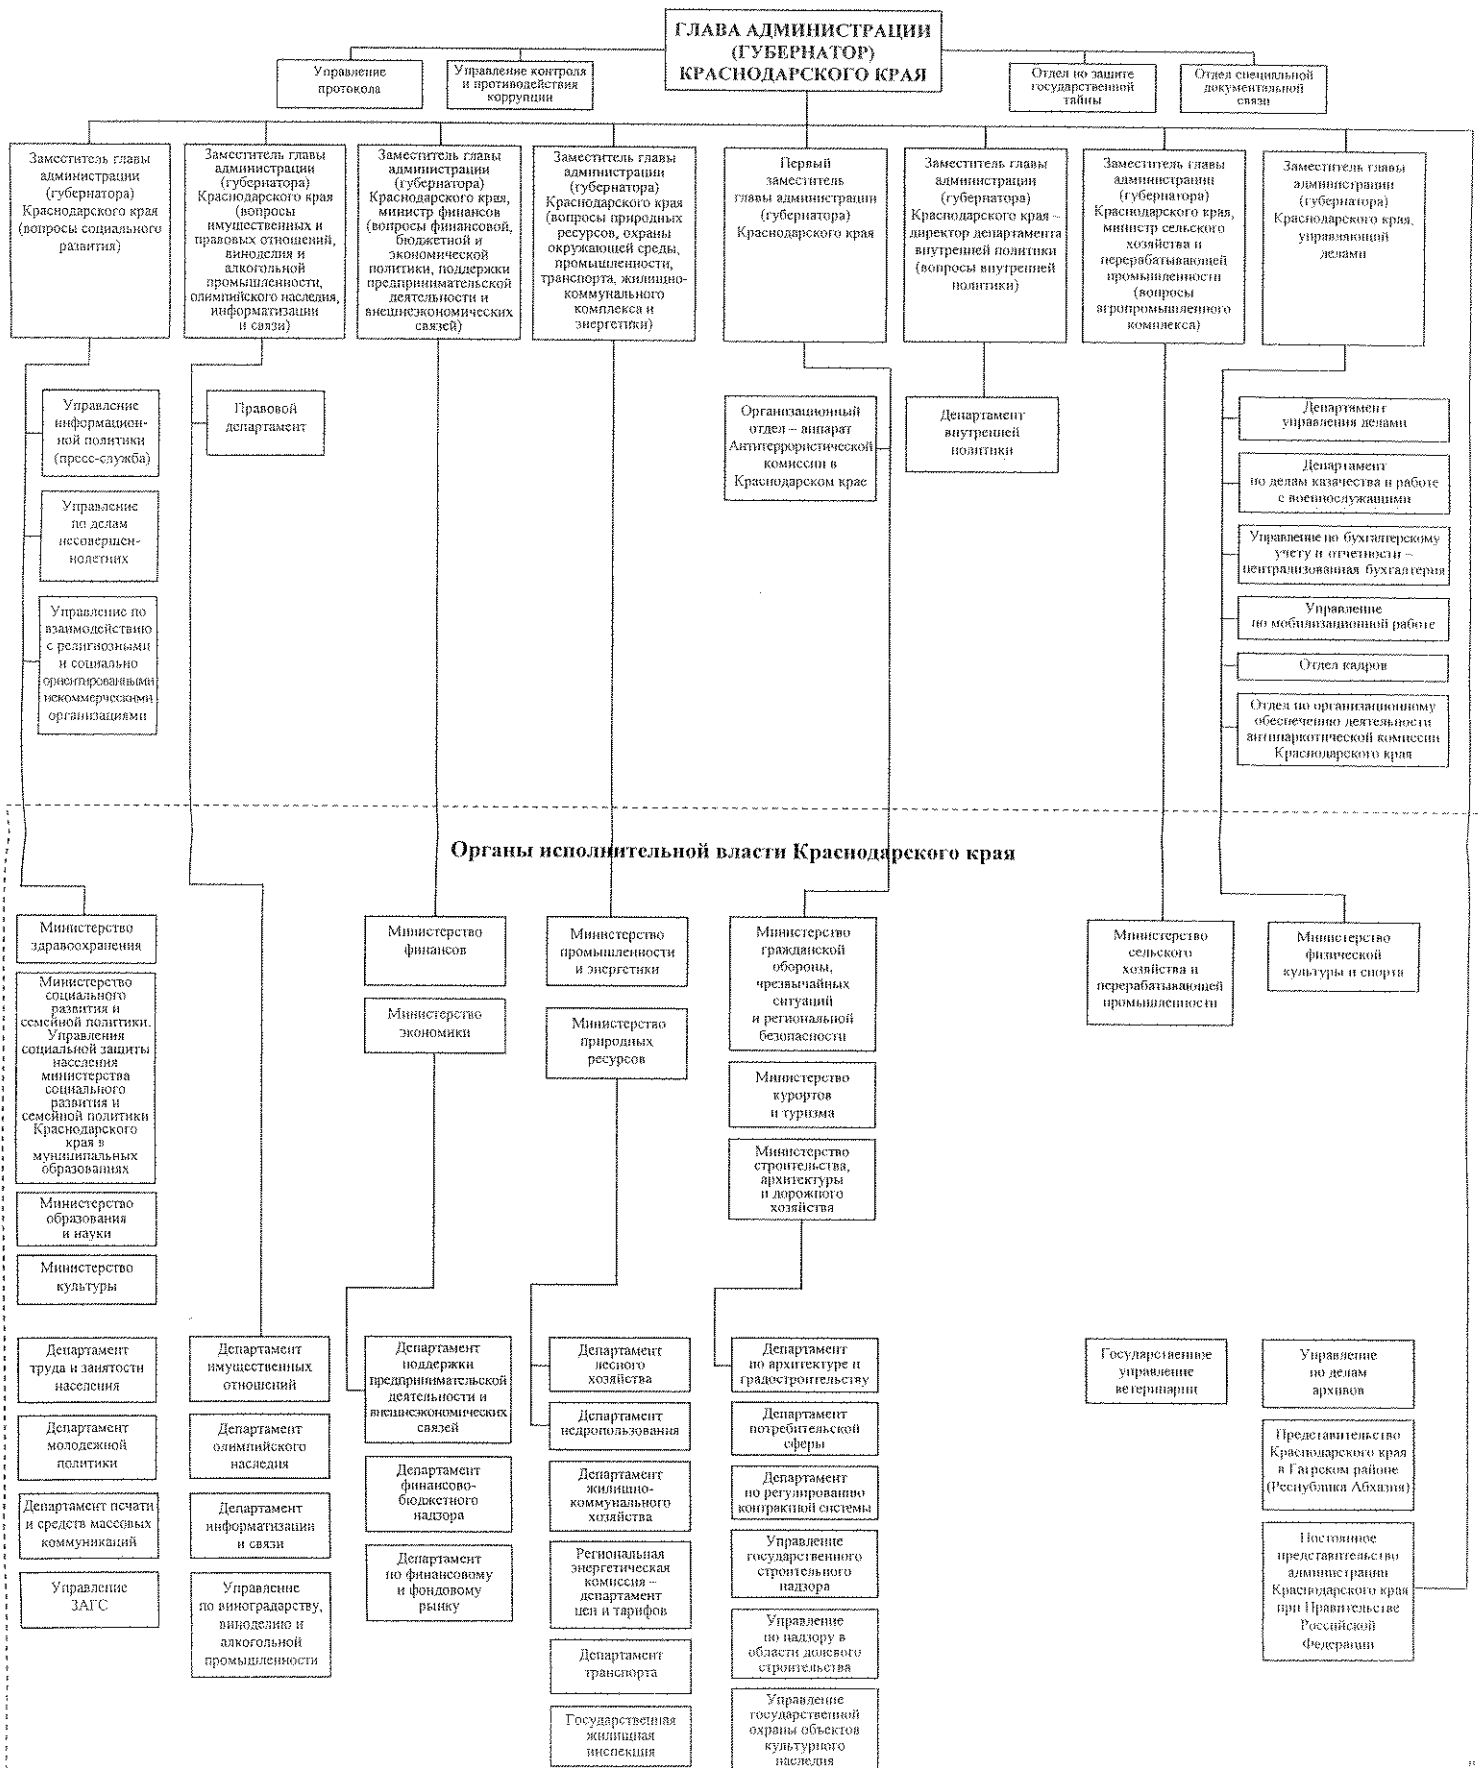 ГЛАВА АДМИНИСТРАЦИИ
(ГУБЕРНАТОР)
КРАСНОДАРСКОГО КРАЯ
Управление
протокола
Управление контроля
и противодействия
коррупции
Отдел по защите
государственной
тайны
Отдел специальной
документальной
связи
Заместитель главы
администрации
(губернатора)
Краснодарского края
(вопросы социального
развития)
Заместитель главы
администрации
(губернатора)
Краснодарского края
(вопросы
имущественных и
правовых отношений,
виноделия и
алкогольной
промышленности,
олимпийского наследия,
информатизации
и связи)
Заместитель главы
администрации
(губернатора)
Краснодарского края,
министр финансов
(вопросы финансовой,
бюджетной и
экономической
политики, поддержки
предпринимательской
деятельности и
внешнеэкономических
связей)
Заместитель главы
администрации
(губернатора)
Краснодарского края
(вопросы природных
ресурсов, охраны
окружающей среды,
промышленности,
транспорта, жилищно-
коммунального
комплекса и
энергетики)
Первый
заместитель
главы администрации
(губернатора)
Краснодарского края
Заместитель главы
администрации
(губернатора)
Краснодарского края –
директор департамента
внутренней политики
(вопросы внутренней
политики)
Заместитель главы
администрации
(губернатора)
Краснодарского края,
министр сельского
хозяйства и
перерабатывающей
промышленности
(вопросы
агропромышленного
комплекса)
Заместитель главы
администрации
(губернатора)
Краснодарского края,
управляющий
делами
Управление
информацион-
ной политики
(пресс-служба)
Управление
по делам
несовершен-
нолетних
Управление по
взаимодействию
с религиозными
и социально
ориентированными
некоммерческими
организациями
Правовой
департамент
Организационный
отдел – аппарат
Антитеррористической
комиссии в
Краснодарском крае
Департамент
внутренней
политики
Департамент
управления делами
Департамент
по делам казачества и работе
с военнослужащими
Управление по бухгалтерскому
учету и отчетности –
централизованная бухгалтерия
Управление
по мобилизационной работе
Отдел кадров
Отдел по организационному
обеспечению деятельности
антинаркотической комиссии
Краснодарского края
Органы исполнительной власти Краснодарского края
Министерство
здравоохранения
Министерство
социального
развития и
семейной политики.
Управления
социальной защиты
населения
министерства
социального
развития и
семейной политики
Краснодарского
края в
муниципальных
образованиях
Министерство
образования
и науки
Министерство
культуры
Департамент
труда и занятости
населения
Департамент
молодежной
политики
Департамент печати
и средств массовых
коммуникаций
Управление
ЗАГС
Департамент
имущественных
отношений
Департамент
олимпийского
наследия
Департамент
информатизации
и связи
Управление
по виноградарству,
виноделию и
алкогольной
промышленности
Министерство
финансов
Министерство
экономики
Департамент
поддержки
предпринимательской
деятельности и
внешнеэкономических
связей
Департамент
финансово-
бюджетного
надзора
Департамент
по финансовому
и фондовому
рынку
Министерство
промышленности
и энергетики
Министерство
природных
ресурсов
Департамент
лесного
хозяйства
Департамент
недропользования
Департамент
жилищно-
коммунального
хозяйства
Региональная
энергетическая
комиссия –
департамент
цен и тарифов
Департамент
транспорта
Государственная
жилищная
инспекция
Министерство
гражданской
обороны,
чрезвычайных
ситуаций
и региональной
безопасности
Министерство
курортов
и туризма
Министерство
строительства,
архитектуры
и дорожного
хозяйства
Департамент
по архитектуре и
градостроительству
Департамент
потребительской
сферы
Департамент
по регулированию
контрактной системы
Управление
государственного
строительного
надзора
Управление
по надзору в
области долевого
строительства
Управление
государственной
охраны объектов
культурного
наследия
Министерство
сельского
хозяйства и
перерабатывающей
промышленности
Государственное
управление
ветеринарии
Министерство
физической
культуры и спорта
Управление
по делам
архивов
Представительство
Краснодарского края
в Гагрском районе
(Республика Абхазия)
Постоянное
представительство
администрации
Краснодарского края
при Правительстве
Российской
Федерации